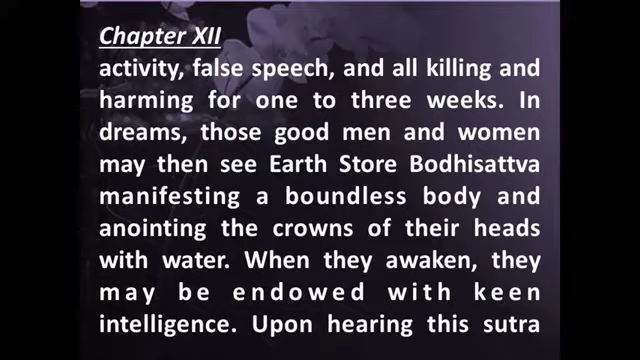 Chapter XII
activity, false speech, and all killing and
harming for one to three weeks. In
dreams, those good men and women
may then see Earth Store Bodhisattva
manifesting a boundless body and
anointing the crowns of their heads
with water. When they awaken, they
may be endowed with keen
intelligence. Upon hearing this sutra